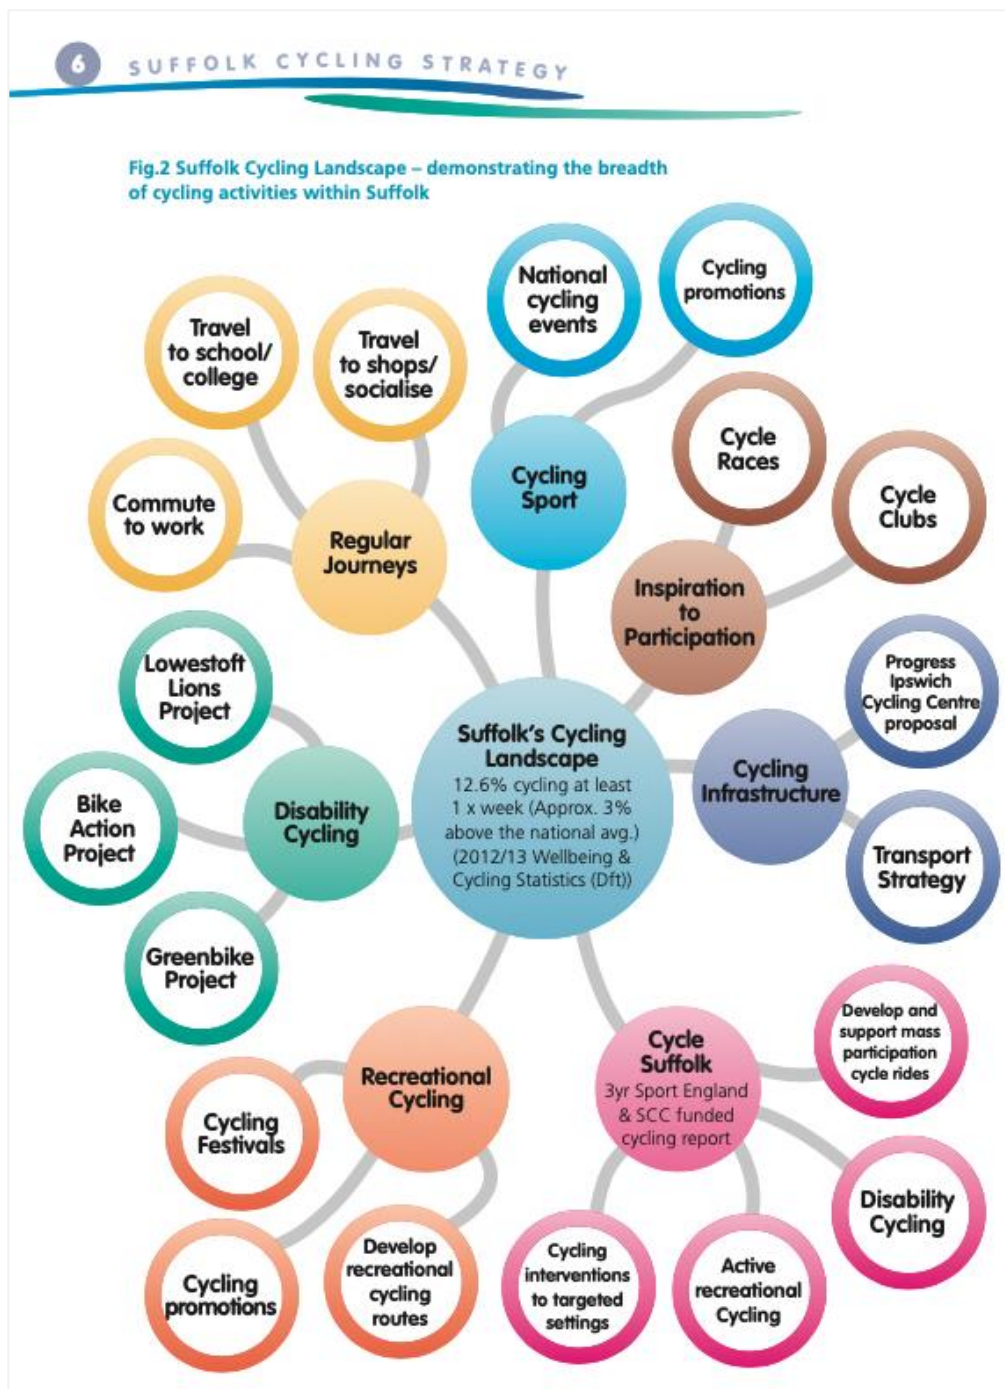 6
SUFFOLK CYCLING STRATEGY
Fig.2 Suffolk Cycling Landscape – demonstrating the breadth
of cycling activities within Suffolk
National
cycling
events
Cycling
promotions
Travel
to school/
college
Travel
to shops/
socialise
Cycle
Races
Cycling
Sport
Cycle
Clubs
Commute
to work
Regular
Journeys
Inspiration
to
Participation
Lowestoft
Lions
Project
Progress
Ipswich
Cycling Centre
proposal
Suffolk's Cycling
Landscape
12.6% cycling at least
1 x week (Approx. 3%
above the national avg.)
(2012/13 Wellbeing &
Cycling Statistics (Dft))
Cycling
Infrastructure
Bike
Action
Project
Disability
Cycling
Transport
Strategy
Greenbike
Project
Develop and
support mass
participation
cycle rides
Recreational
Cycling
Cycle
Suffolk
3yr Sport England
& SCC funded
cycling report
Cycling
Festivals
Disability
Cycling
Cycling
promotions
Develop
recreational
cycling
routes
Cycling
interventions
to targeted
settings
Active
recreational
Cycling